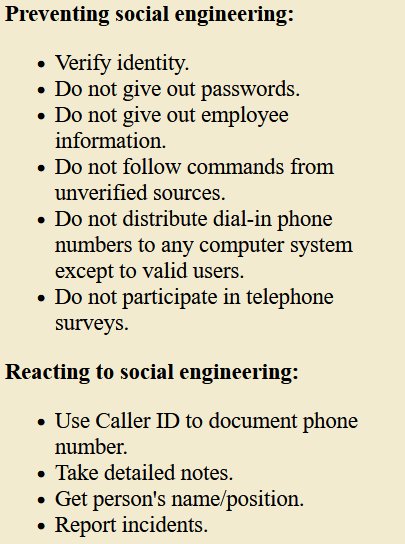 Preventing social engineering:
• Verify identity.
• Do not give out passwords.
• Do not give out employee
information.
• Do not follow commands from
unverified sources.
• Do not distribute dial-in phone
numbers to any computer system
except to valid users.
• Do not participate in telephone
surveys.
Reacting to social engineering:
• Use Caller ID to document phone
number.
• Take detailed notes.
• Get person's name/position.
• Report incidents.